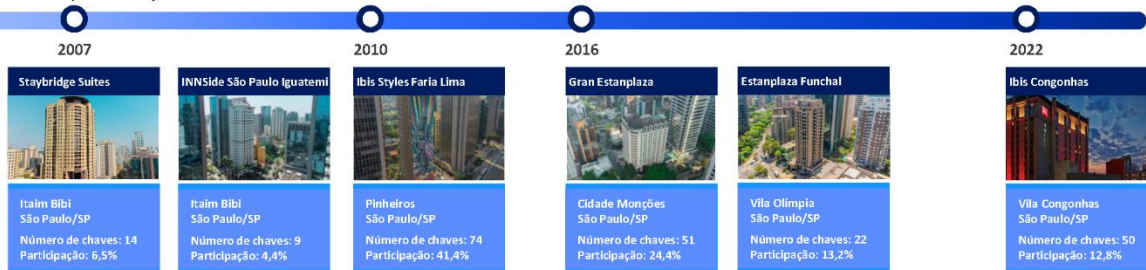 2007
2010
2016
2022
Staybridge Suites
INNSide São Paulo Iguatemi
Ibis Styles Faria Lima
Gran Estanplaza
Estanplaza Funchal
Ibis Congonhas
Itaim Bibi
São Paulo/SP
Número de chaves: 14
Participação: 6,5%
Itaim Bibi
São Paulo/SP
Número de chaves: 9
Participação: 4,4%
Pinheiros
São Paulo/SP
Número de chaves: 74
Participação: 41,4%
Cidade Monções
São Paulo/SP
Número de chaves: 51
Participação: 24,4%
Vila Olímpia
São Paulo/SP
Número de chaves: 22
Participação: 13,2%
Vila Congonhas
São Paulo/SP
Número de chaves: 50
Participação: 12,8%